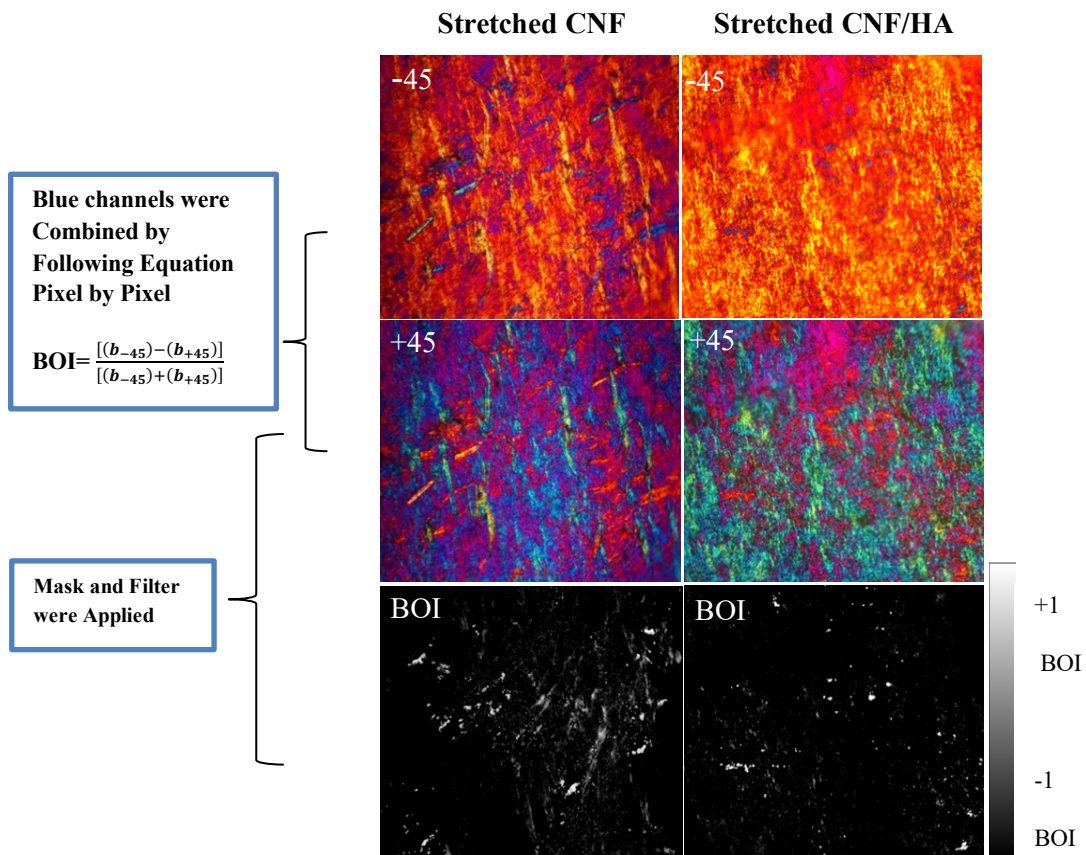 Stretched CNF
Stretched CNF/HA
-45
-45
Blue channels were
Combined by
Following Equation
Pixel by Pixel
BOI= [(b₋₄₅)−(b₊₄₅)] / [(b₋₄₅)+(b₊₄₅)]
+45
+45
Mask and Filter
were Applied
BOI
BOI
+1
BOI
-1
BOI